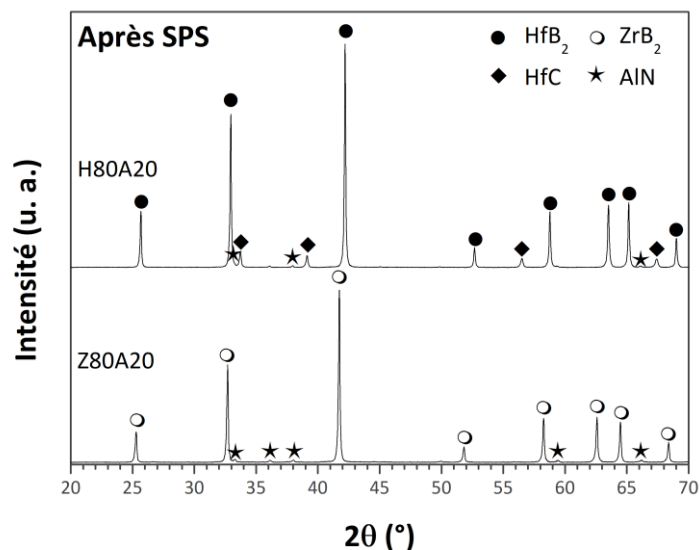 Après SPS
HfB2 ZrB2
HfC AlN
H80A20
Z80A20
Intensité (u. a.)
20 25 30 35 40 45 50 55 60 65 70
2θ (°)